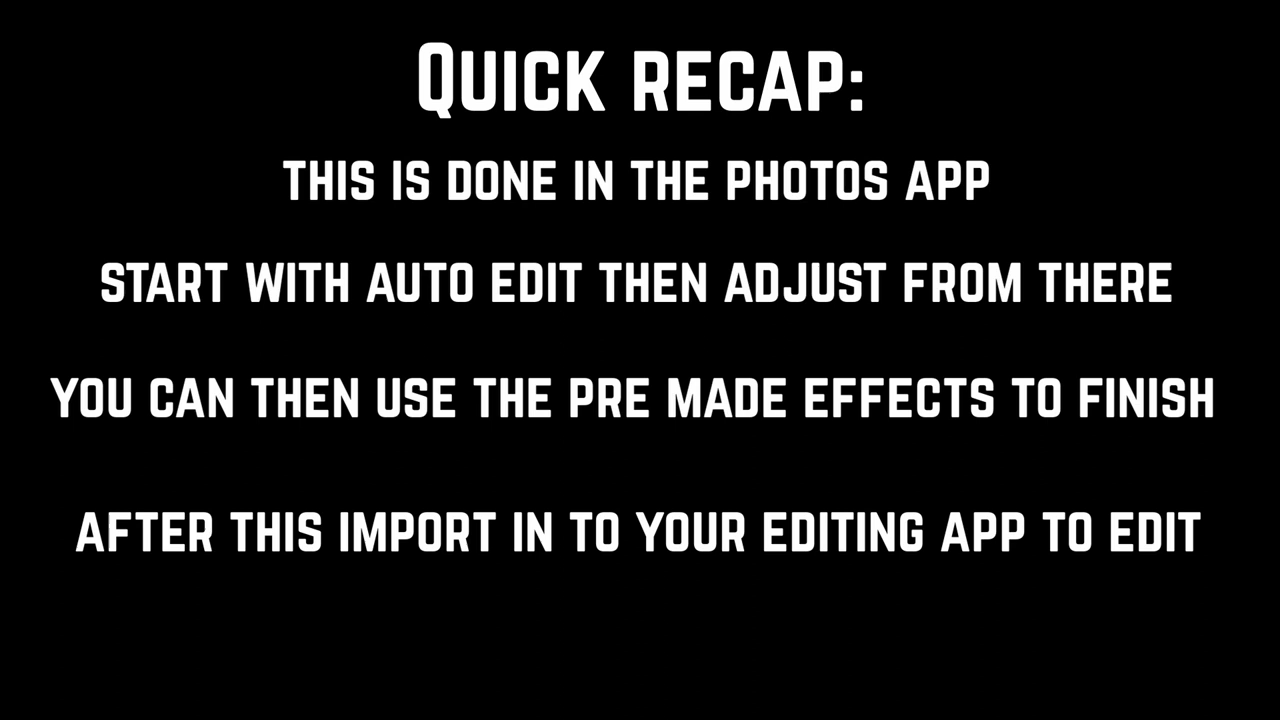 QUICK RECAP:
THIS IS DONE IN THE PHOTOS APP
START WITH AUTO EDIT THEN ADJUST FROM THERE
YOU CAN THEN USE THE PRE MADE EFFECTS TO FINISH
AFTER THIS IMPORT IN TO YOUR EDITING APP TO EDIT